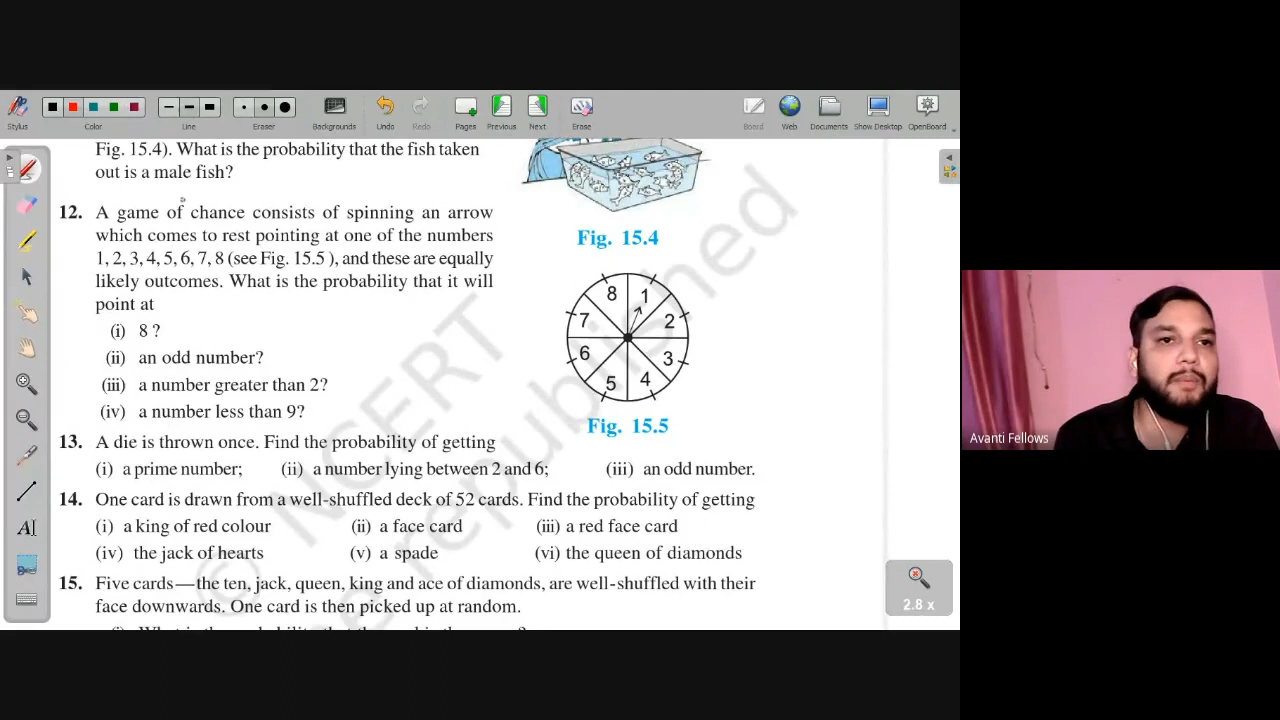 Stylus
Color
Line
Eraser
Backgrounds
Undo
Redo
Pages
Previous
Next
Erase
Board
Web
Documents
Show Desktop
OpenBoard
Fig. 15.4). What is the probability that the fish taken
out is a male fish?
Fig. 15.4
12. A game of chance consists of spinning an arrow
which comes to rest pointing at one of the numbers
1, 2, 3, 4, 5, 6, 7, 8 (see Fig. 15.5 ), and these are equally
likely outcomes. What is the probability that it will
point at
(i) 8 ?
(ii) an odd number?
(iii) a number greater than 2?
(iv) a number less than 9?
8 1
7 2
6 3
5 4
Fig. 15.5
13. A die is thrown once. Find the probability of getting
(i) a prime number; (ii) a number lying between 2 and 6; (iii) an odd number.
14. One card is drawn from a well-shuffled deck of 52 cards. Find the probability of getting
(i) a king of red colour (ii) a face card (iii) a red face card
(iv) the jack of hearts (v) a spade (vi) the queen of diamonds
15. Five cards—the ten, jack, queen, king and ace of diamonds, are well-shuffled with their
face downwards. One card is then picked up at random.
© NCERT
be republished
2.8 x
Avanti Fellows